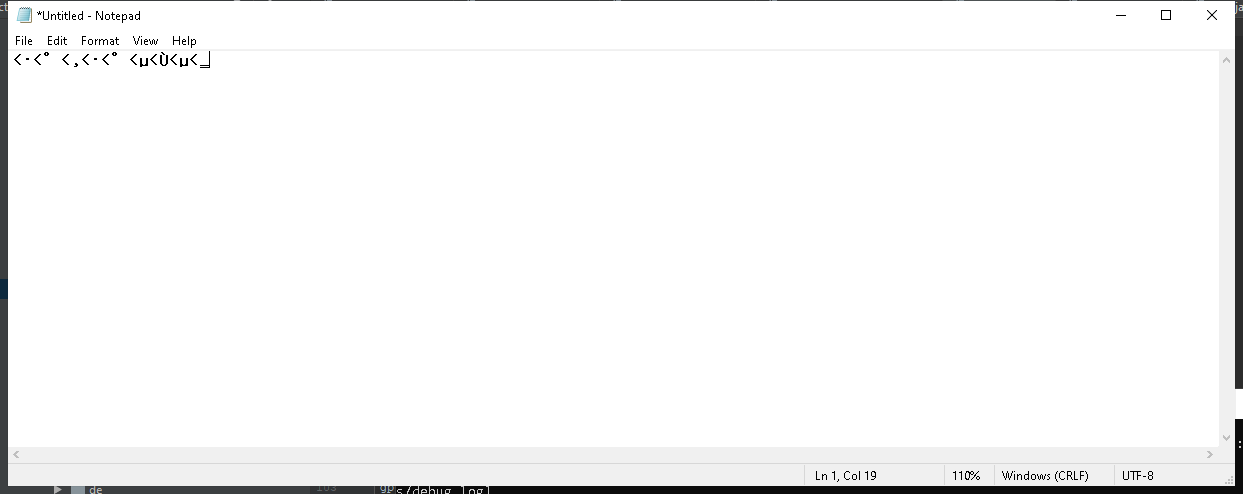 *Untitled - Notepad
File Edit Format View Help
<·<° <¸<·<° <µ<Ù<µ<‗
Ln 1, Col 19
110%
Windows (CRLF)
UTF-8
de
103
gp
s/debug.log]